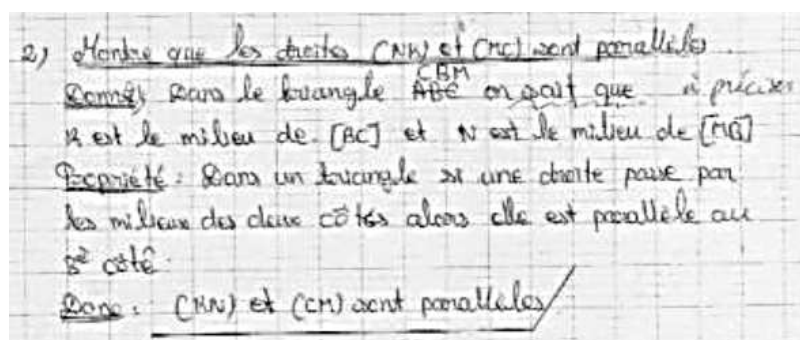 2) Montre que les droites (NK) et (MC) sont parallèles.
CBM
Données Dans le triangle ABC on sait que à préciser
K est le milieu de [BC] et N est le milieu de [MB]
Propriété : Dans un triangle si une droite passe par
les milieux des deux côtés alors elle est parallèle au
3e côté.
Donc : (KN) et (CM) sont parallèles